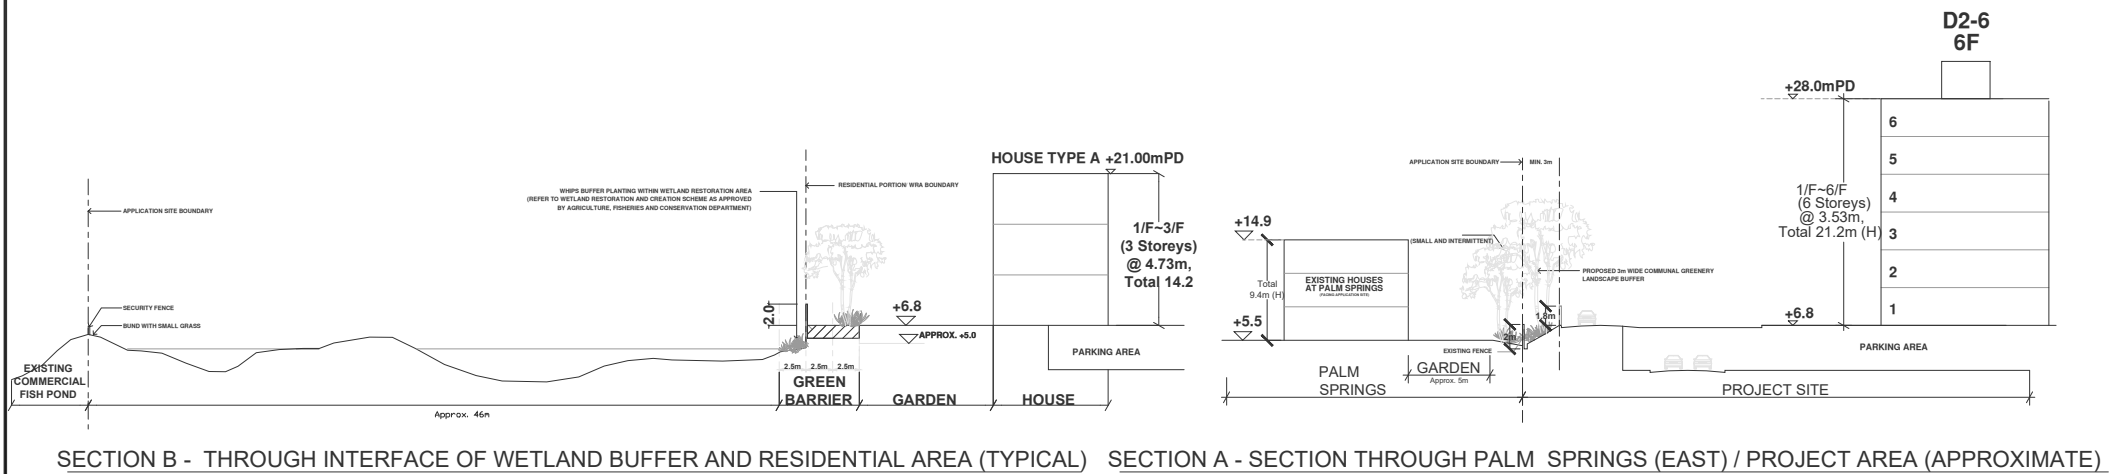 APPLICATION SITE BOUNDARY
SECURITY FENCE
BUND WITH SMALL GRASS
EXISTING
COMMERCIAL
FISH POND
Approx. 46m
WHIPS BUFFER PLANTING WITHIN WETLAND RESTORATION AREA
(REFER TO WETLAND RESTORATION AND CREATION SCHEME AS APPROVED
BY AGRICULTURE, FISHERIES AND CONSERVATION DEPARTMENT)
RESIDENTIAL PORTION/ WRA BOUNDARY
2.0
+6.8
APPROX. +5.0
2.5m 2.5m 2.5m
GREEN
BARRIER
GARDEN
HOUSE
HOUSE TYPE A +21.00mPD
1/F~3/F
(3 Storeys)
@ 4.73m,
Total 14.2
PARKING AREA
SECTION B - THROUGH INTERFACE OF WETLAND BUFFER AND RESIDENTIAL AREA (TYPICAL)
+14.9
Total
9.4m (H)
+5.5
EXISTING HOUSES
AT PALM SPRINGS
(FACING APPLICATION SITE)
APPLICATION SITE BOUNDARY
MIN. 3m
(SMALL AND INTERMITTENT)
PROPOSED 3m WIDE COMMUNAL GREENERY
LANDSCAPE BUFFER
1.8m
2m
EXISTING FENCE
PALM
SPRINGS
GARDEN
Approx. 5m
PROJECT SITE
D2-6
6F
+28.0mPD
1/F~6/F
(6 Storeys)
@ 3.53m,
Total 21.2m (H)
6
5
4
3
2
1
+6.8
PARKING AREA
SECTION A - SECTION THROUGH PALM SPRINGS (EAST) / PROJECT AREA (APPROXIMATE)